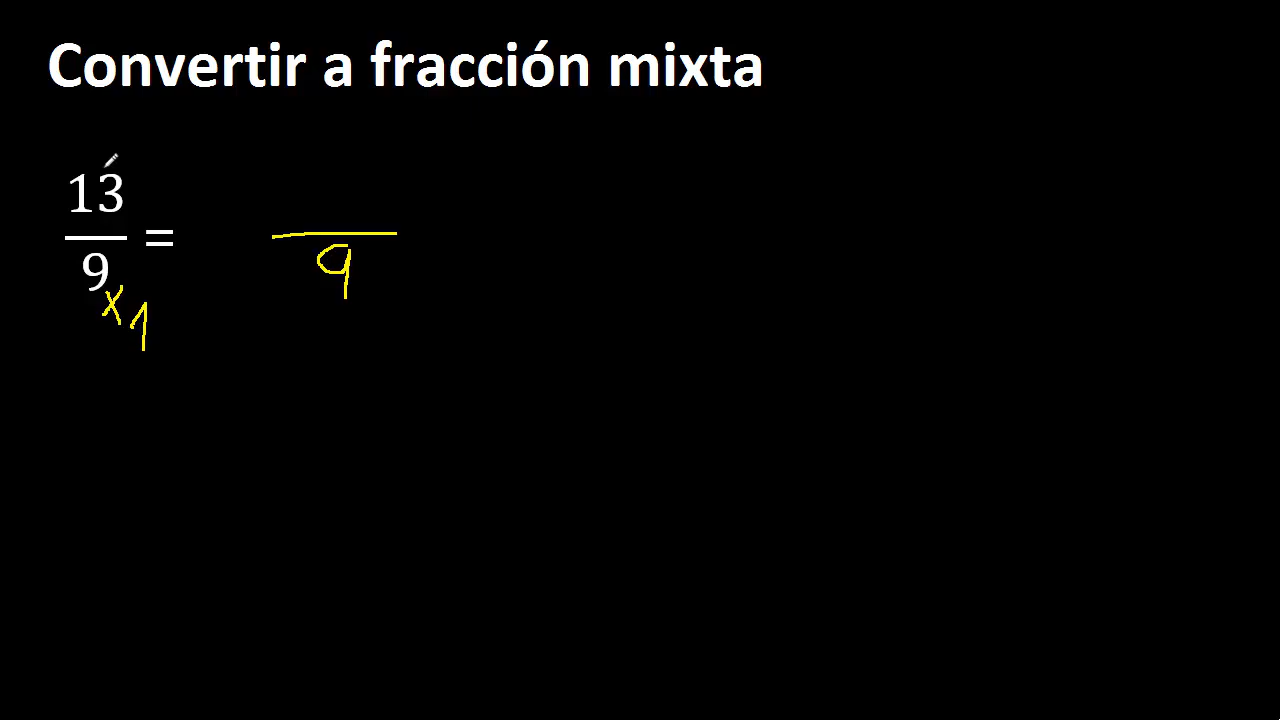 Convertir a fracción mixta
13
9 =
9
x1